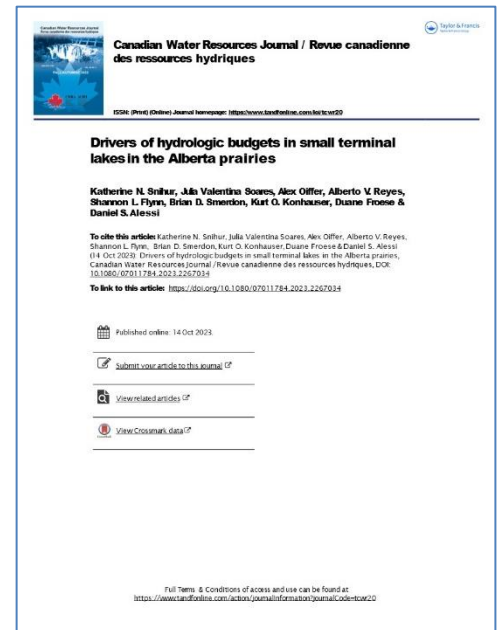 Canadian Water Resources Journal / Revue canadienne
des ressources hydriques
Taylor & Francis
ISSN: (Print) (Online) Journal homepage: https://www.tandfonline.com/loi/tcwr20
Drivers of hydrologic budgets in small terminal
lakes in the Alberta prairies
Katherine N. Snihur, Julia Valentina Soares, Alex Oiffer, Alberto V. Reyes,
Shannon L. Flynn, Brian D. Smerdon, Kurt O. Konhauser, Duane Froese &
Daniel S. Alessi
To cite this article: Katherine N. Snihur, Julia Valentina Soares, Alex Oiffer, Alberto V. Reyes,
Shannon L. Flynn, Brian D. Smerdon, Kurt O. Konhauser, Duane Froese & Daniel S. Alessi
(14 Oct 2023): Drivers of hydrologic budgets in small terminal lakes in the Alberta prairies,
Canadian Water Resources Journal / Revue canadienne des ressources hydriques, DOI:
10.1080/07011784.2023.2267034
To link to this article: https://doi.org/10.1080/07011784.2023.2267034
Published online: 14 Oct 2023.
Submit your article to this journal
View related articles
View Crossmark data
Full Terms & Conditions of access and use can be found at
https://www.tandfonline.com/action/journalInformation?journalCode=tcwr20